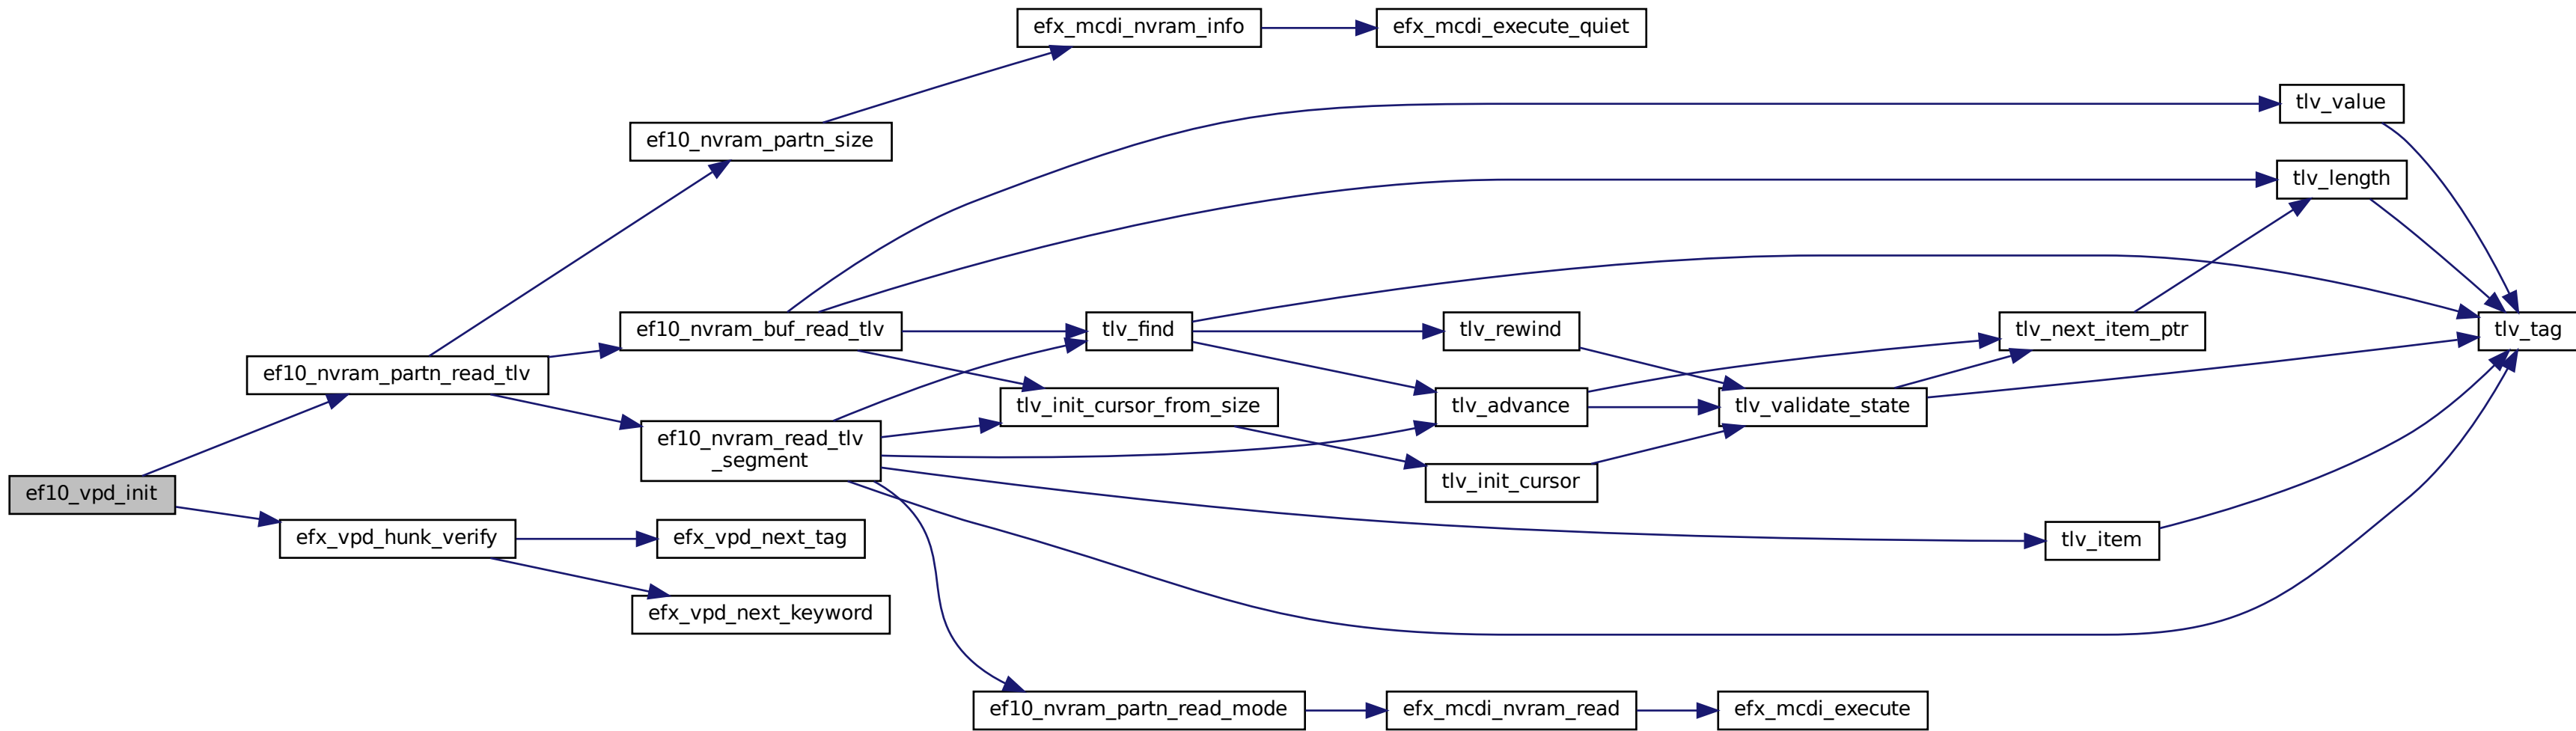 efx_mcdi_nvram_info
efx_mcdi_execute_quiet
tlv_value
ef10_nvram_partn_size
tlv_length
ef10_nvram_buf_read_tlv
tlv_find
tlv_rewind
tlv_next_item_ptr
tlv_tag
ef10_nvram_partn_read_tlv
tlv_init_cursor_from_size
tlv_advance
tlv_validate_state
ef10_nvram_read_tlv
_segment
tlv_init_cursor
ef10_vpd_init
efx_vpd_hunk_verify
efx_vpd_next_tag
tlv_item
efx_vpd_next_keyword
ef10_nvram_partn_read_mode
efx_mcdi_nvram_read
efx_mcdi_execute